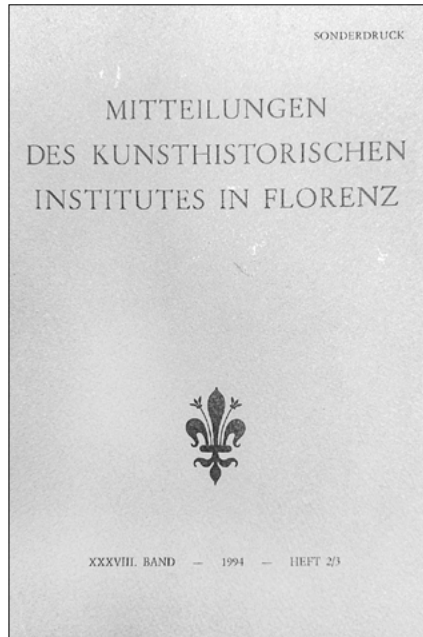 SONDERDRUCK
MITTEILUNGEN
DES KUNSTHISTORISCHEN
INSTITUTES IN FLORENZ
XXXVIII. BAND — 1994 — HEFT 2/3